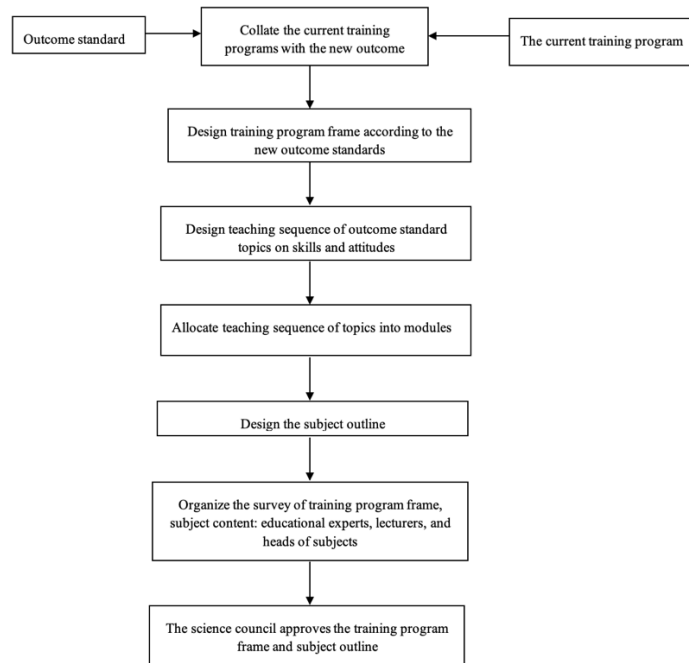 Outcome standard
Collate the current training
programs with the new outcome
The current training program
Design training program frame according to the
new outcome standards
Design teaching sequence of outcome standard
topics on skills and attitudes
Allocate teaching sequence of topics into modules
Design the subject outline
Organize the survey of training program frame,
subject content: educational experts, lecturers, and
heads of subjects
The science council approves the training program
frame and subject outline